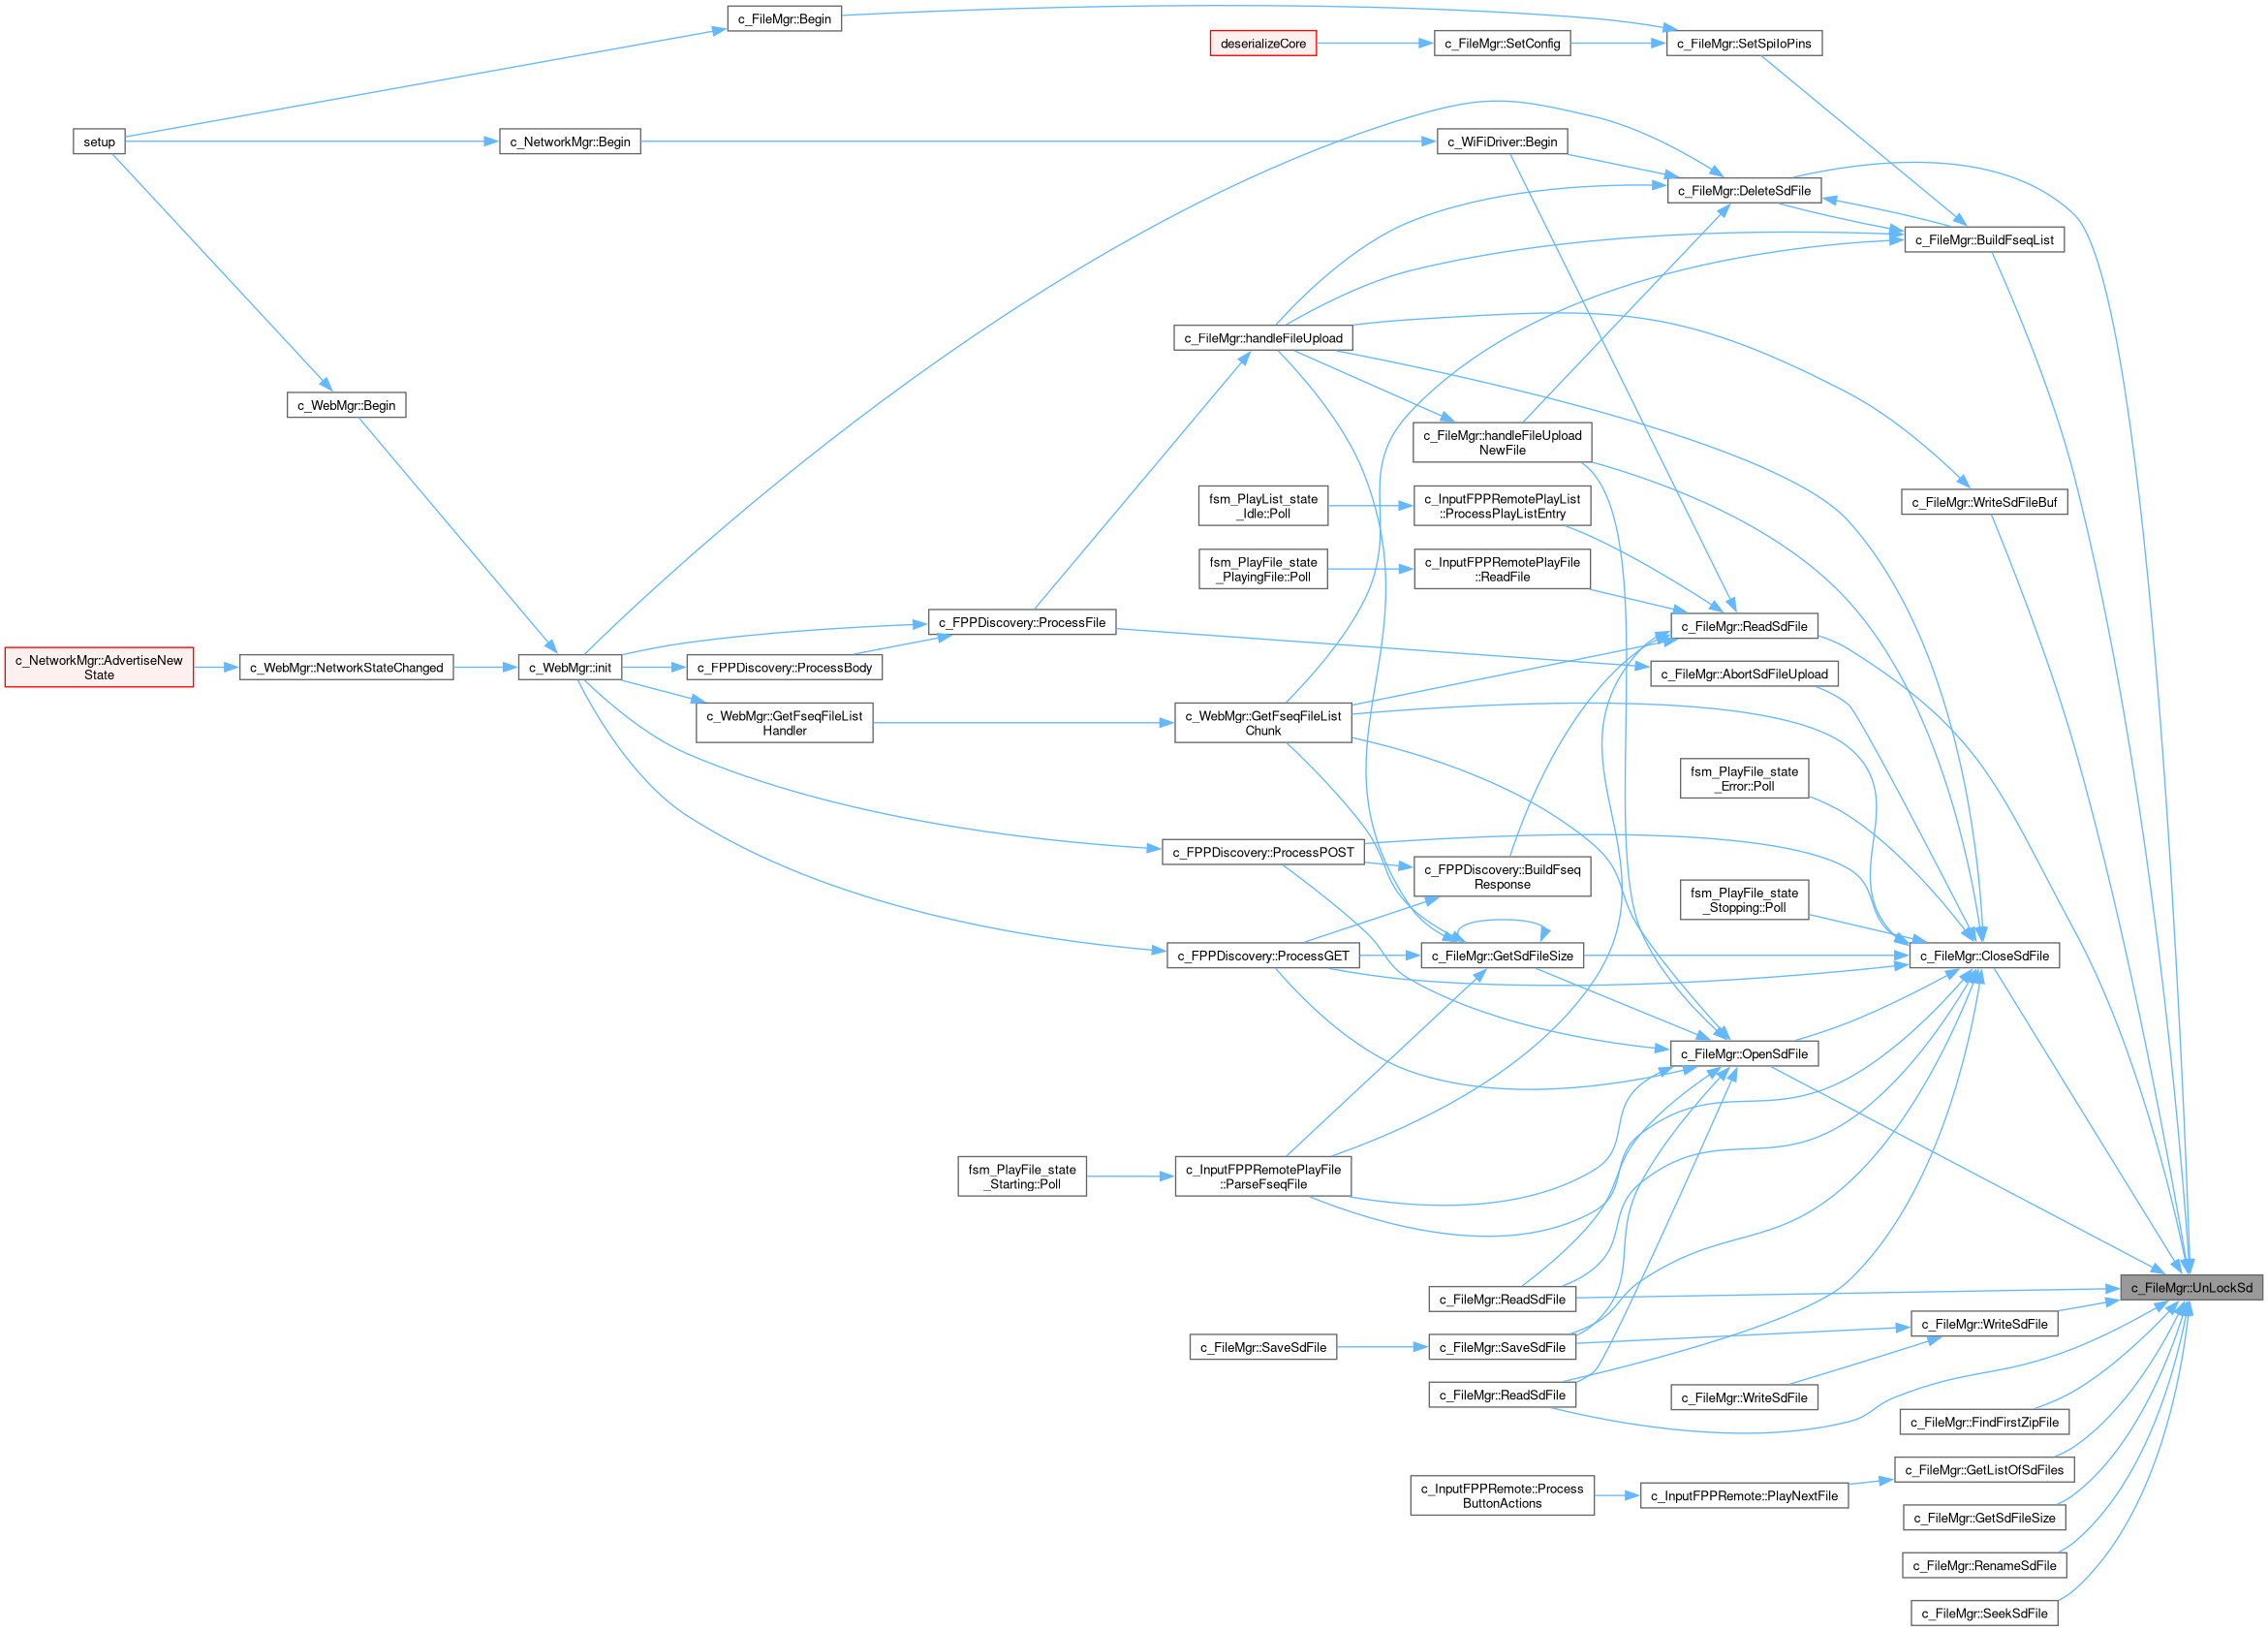 c_FileMgr::Begin
deserializeCore
c_FileMgr::SetConfig
c_FileMgr::SetSpiIoPins
setup
c_NetworkMgr::Begin
c_WiFiDriver::Begin
c_FileMgr::DeleteSdFile
c_FileMgr::BuildFseqList
c_FileMgr::handleFileUpload
c_WebMgr::Begin
c_FileMgr::handleFileUpload
NewFile
fsm_PlayList_state
_Idle::Poll
c_InputFPPRemotePlayList
::ProcessPlayListEntry
c_FileMgr::WriteSdFileBuf
fsm_PlayFile_state
_PlayingFile::Poll
c_InputFPPRemotePlayFile
::ReadFile
c_FPPDiscovery::ProcessFile
c_FileMgr::ReadSdFile
c_NetworkMgr::AdvertiseNew
State
c_WebMgr::NetworkStateChanged
c_WebMgr::init
c_FPPDiscovery::ProcessBody
c_FileMgr::AbortSdFileUpload
c_WebMgr::GetFseqFileList
Handler
c_WebMgr::GetFseqFileList
Chunk
fsm_PlayFile_state
_Error::Poll
c_FPPDiscovery::ProcessPOST
c_FPPDiscovery::BuildFseq
Response
fsm_PlayFile_state
_Stopping::Poll
c_FPPDiscovery::ProcessGET
c_FileMgr::GetSdFileSize
c_FileMgr::CloseSdFile
c_FileMgr::OpenSdFile
fsm_PlayFile_state
_Starting::Poll
c_InputFPPRemotePlayFile
::ParseFseqFile
c_FileMgr::UnLockSd
c_FileMgr::ReadSdFile
c_FileMgr::WriteSdFile
c_FileMgr::SaveSdFile
c_FileMgr::SaveSdFile
c_FileMgr::ReadSdFile
c_FileMgr::WriteSdFile
c_FileMgr::FindFirstZipFile
c_FileMgr::GetListOfSdFiles
c_InputFPPRemote::Process
ButtonActions
c_InputFPPRemote::PlayNextFile
c_FileMgr::GetSdFileSize
c_FileMgr::RenameSdFile
c_FileMgr::SeekSdFile